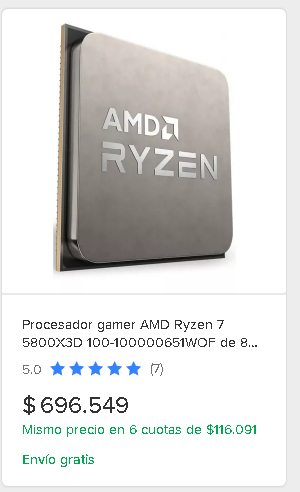 AMD
RYZEN
Procesador gamer AMD Ryzen 7
5800X3D 100-100000651WOF de 8...
5.0 (7)
$ 696.549
Mismo precio en 6 cuotas de $116.091
Envío gratis